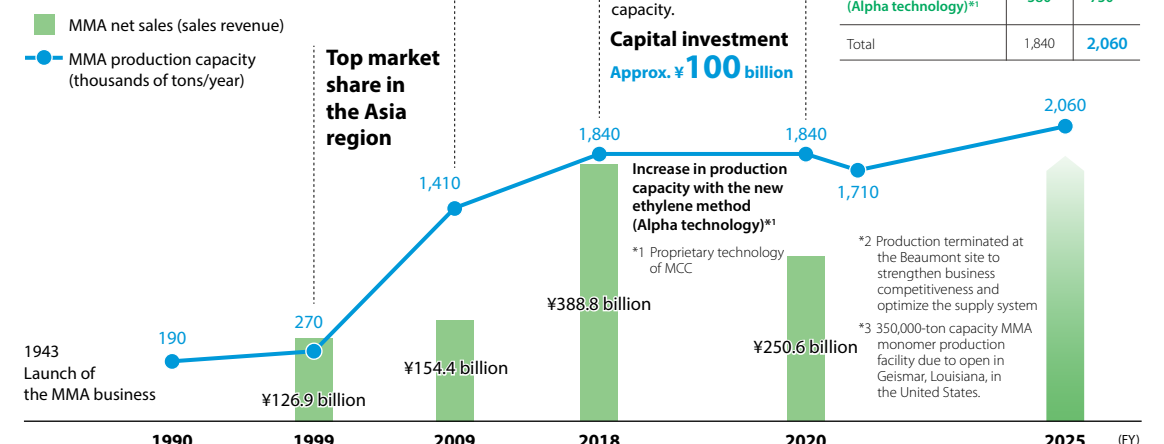 MMA net sales (sales revenue)
MMA production capacity
(thousands of tons/year)
Top market
share in
the Asia
region
capacity.
Capital investment
Approx. ¥100 billion
(Alpha technology)*1
Total 1,840 2,060
190
270
1,410
1,840
1,840
1,710
2,060
Increase in production
capacity with the new
ethylene method
(Alpha technology)*1
*1 Proprietary technology
of MCC
*2 Production terminated at
the Beaumont site to
strengthen business
competitiveness and
optimize the supply system
*3 350,000-ton capacity MMA
monomer production
facility due to open in
Geismar, Louisiana, in
the United States.
1943
Launch of
the MMA business
¥126.9 billion
¥154.4 billion
¥388.8 billion
¥250.6 billion
1990 1999 2009 2018 2020 2025 (FY)